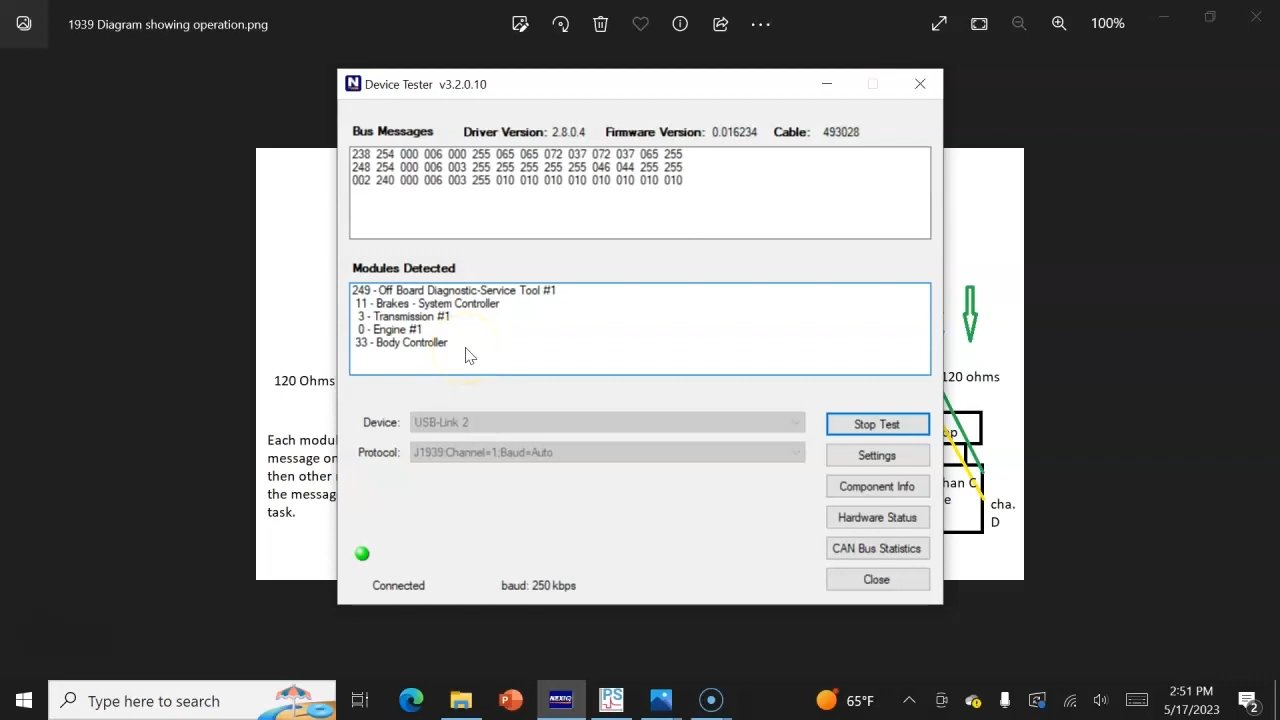 1939 Diagram showing operation.png
100%
N
Device Tester v3.2.0.10
Bus Messages Driver Version: 2.8.0.4 Firmware Version: 0.016234 Cable: 493028
238 254 000 006 000 255 065 065 072 037 072 037 065 255
248 254 000 006 003 255 255 255 255 255 046 044 255 255
002 240 000 006 003 255 010 010 010 010 010 010 010 010
Modules Detected
249 - Off Board Diagnostic-Service Tool #1
11 - Brakes - System Controller
3 - Transmission #1
0 - Engine #1
33 - Body Controller
120 Ohms
120 ohms
Each modul
message on
then other
the messag
task.
op
han C
e
cha.
D
Device: USB-Link 2
Protocol: J1939:Channel=1;Baud=Auto
Stop Test
Settings
Component Info
Hardware Status
CAN Bus Statistics
Close
Connected baud: 250 kbps
Type here to search
NEXIQ
PS
65°F
2:51 PM
5/17/2023
2